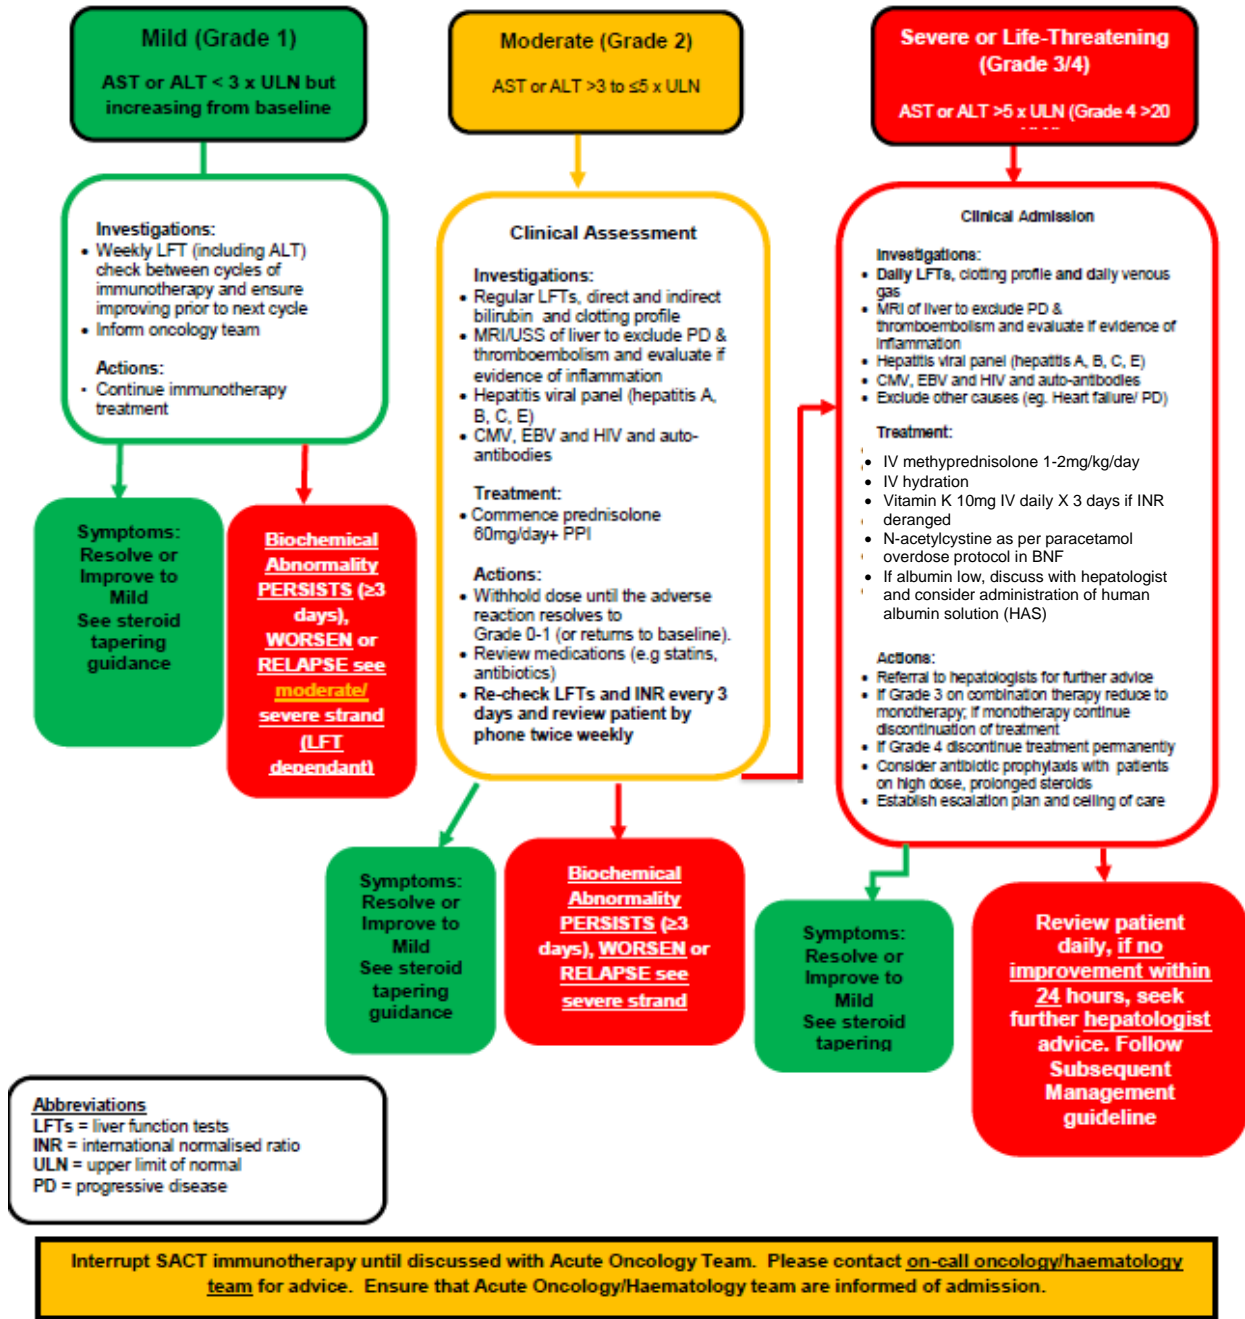 Mild (Grade 1)
AST or ALT < 3 x ULN but
increasing from baseline
Investigations:
• Weekly LFT (including ALT)
check between cycles of
immunotherapy and ensure
improving prior to next cycle
• Inform oncology team
Actions:
• Continue immunotherapy
treatment
Symptoms:
Resolve or
Improve to
Mild
See steroid
tapering
guidance
Biochemical
Abnormality
PERSISTS (≥3
days),
WORSEN or
RELAPSE see
moderate/
severe strand
(LFT
dependant)
Moderate (Grade 2)
AST or ALT >3 to ≤5 x ULN
Clinical Assessment
Investigations:
• Regular LFTs, direct and indirect
bilirubin and clotting profile
• MRI/USS of liver to exclude PD &
thromboembolism and evaluate if
evidence of inflammation
• Hepatitis viral panel (hepatitis A,
B, C, E)
• CMV, EBV and HIV and auto-
antibodies
Treatment:
• Commence prednisolone
60mg/day+ PPI
Actions:
• Withhold dose until the adverse
reaction resolves to
Grade 0-1 (or returns to baseline).
• Review medications (e.g statins,
antibiotics)
• Re-check LFTs and INR every 3
days and review patient by
phone twice weekly
Symptoms:
Resolve or
Improve to
Mild
See steroid
tapering
guidance
Biochemical
Abnormality
PERSISTS (≥3
days), WORSEN or
RELAPSE see
severe strand
Severe or Life-Threatening
(Grade 3/4)
AST or ALT >5 x ULN (Grade 4 >20
Clinical Admission
Investigations:
• Daily LFTs, clotting profile and daily venous
gas
• MRI of liver to exclude PD &
thromboembolism and evaluate if evidence of
inflammation
• Hepatitis viral panel (hepatitis A, B, C, E)
• CMV, EBV and HIV and auto-antibodies
• Exclude other causes (eg. Heart failure/ PD)
Treatment:
• IV methyprednisolone 1-2mg/kg/day
• IV hydration
• Vitamin K 10mg IV daily X 3 days if INR
deranged
• N-acetylcystine as per paracetamol
overdose protocol in BNF
• If albumin low, discuss with hepatologist
and consider administration of human
albumin solution (HAS)
Actions:
• Referral to hepatologists for further advice
• If Grade 3 on combination therapy reduce to
monotherapy; if monotherapy continue
discontinuation of treatment
• If Grade 4 discontinue treatment permanently
• Consider antibiotic prophylaxis with patients
on high dose, prolonged steroids
• Establish escalation plan and ceiling of care
Symptoms:
Resolve or
Improve to
Mild
See steroid
tapering
Review patient
daily, if no
improvement within
24 hours, seek
further hepatologist
advice. Follow
Subsequent
Management
guideline
Abbreviations
LFTs = liver function tests
INR = international normalised ratio
ULN = upper limit of normal
PD = progressive disease
Interrupt SACT immunotherapy until discussed with Acute Oncology Team. Please contact on-call oncology/haematology
team for advice. Ensure that Acute Oncology/Haematology team are informed of admission.